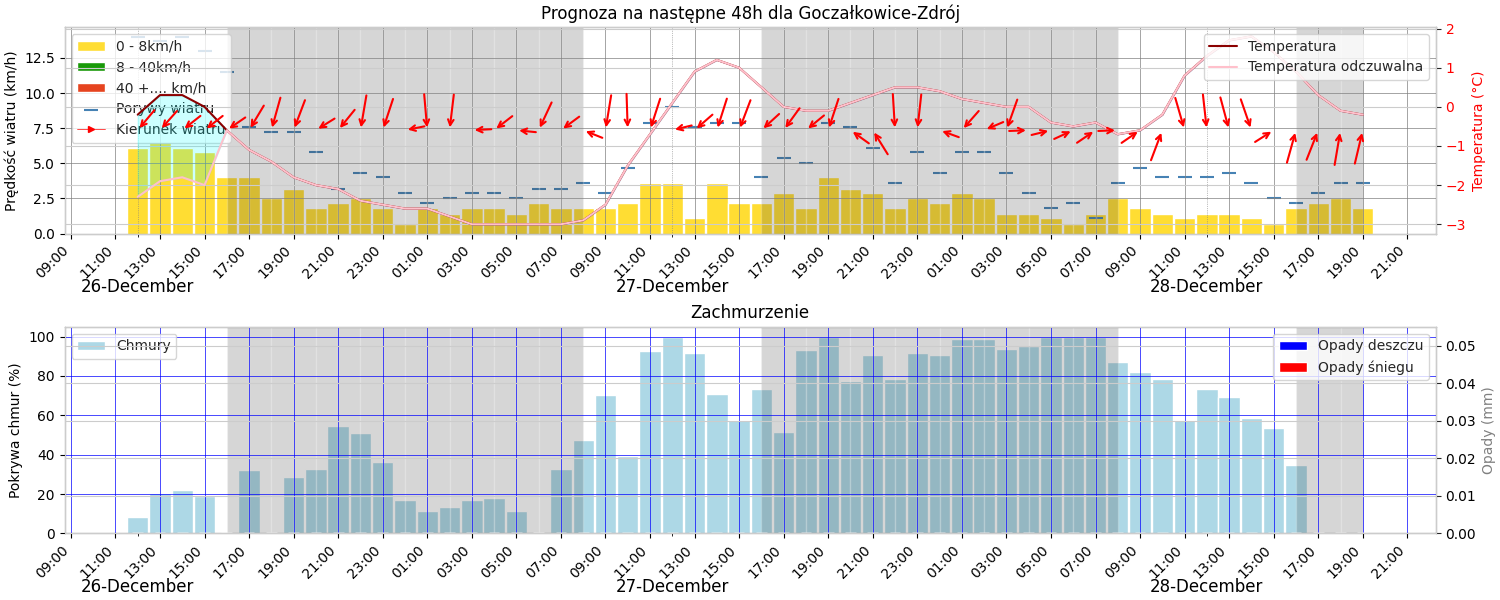 Prognoza na następne 48h dla Goczałkowice-Zdrój
Prędkość wiatru (km/h)
12.5
10.0
7.5
5.0
2.5
0.0
0 - 8km/h
8 - 40km/h
40 +.... km/h
Porywy wiatru
Kierunek wiatru
Temperatura
Temperatura odczuwalna
2
1
0
−1
−2
−3
Temperatura (°C)
09:00 11:00 13:00 15:00 17:00 19:00 21:00 23:00 01:00 03:00 05:00 07:00 09:00 11:00 13:00 15:00 17:00 19:00 21:00 23:00 01:00 03:00 05:00 07:00 09:00 11:00 13:00 15:00 17:00 19:00 21:00
26-December 27-December 28-December
Zachmurzenie
Pokrywa chmur (%)
100
80
60
40
20
0
Chmury
Opady deszczu
Opady śniegu
0.05
0.04
0.03
0.02
0.01
0.00
Opady (mm)
09:00 11:00 13:00 15:00 17:00 19:00 21:00 23:00 01:00 03:00 05:00 07:00 09:00 11:00 13:00 15:00 17:00 19:00 21:00 23:00 01:00 03:00 05:00 07:00 09:00 11:00 13:00 15:00 17:00 19:00 21:00
26-December 27-December 28-December